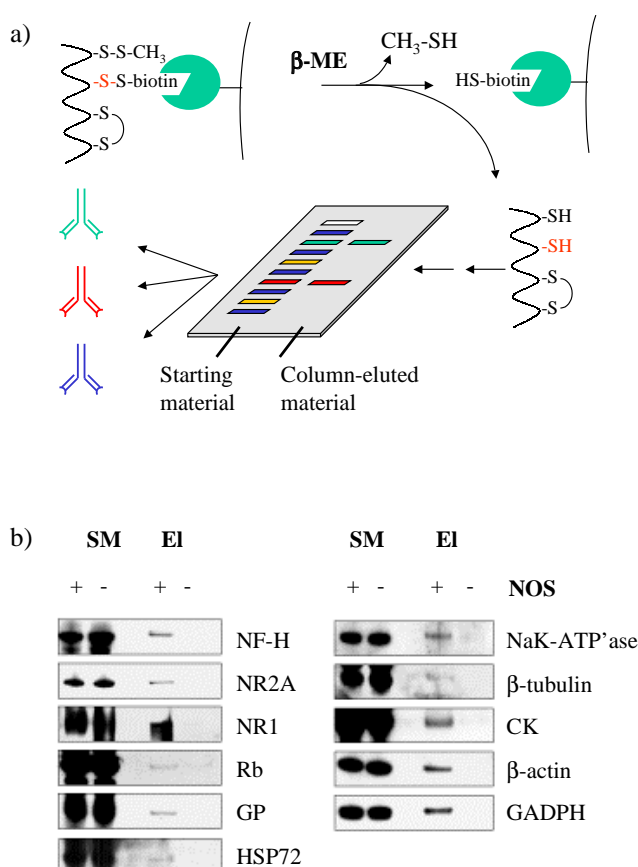 a)
-S-S-CH3
-S-S-biotin
-S
-S
β-ME
CH3-SH
HS-biotin
-SH
-SH
-S
-S
Starting material
Column-eluted material
b)
SM El
+ - + -
NF-H
NR2A
NR1
Rb
GP
HSP72
SM El
+ - + - NOS
NaK-ATP'ase
β-tubulin
CK
β-actin
GADPH